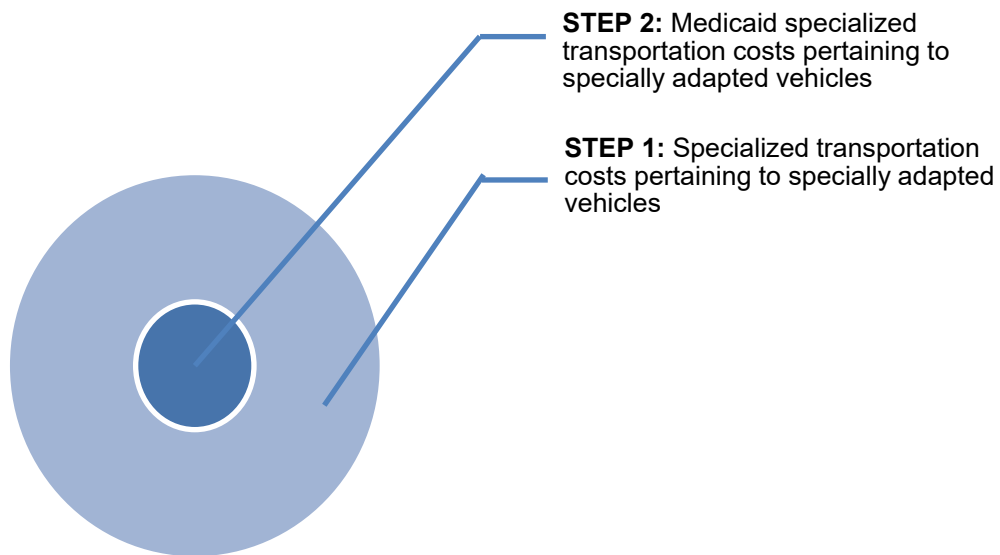 STEP 2: Medicaid specialized
transportation costs pertaining to
specially adapted vehicles
STEP 1: Specialized transportation
costs pertaining to specially adapted
vehicles